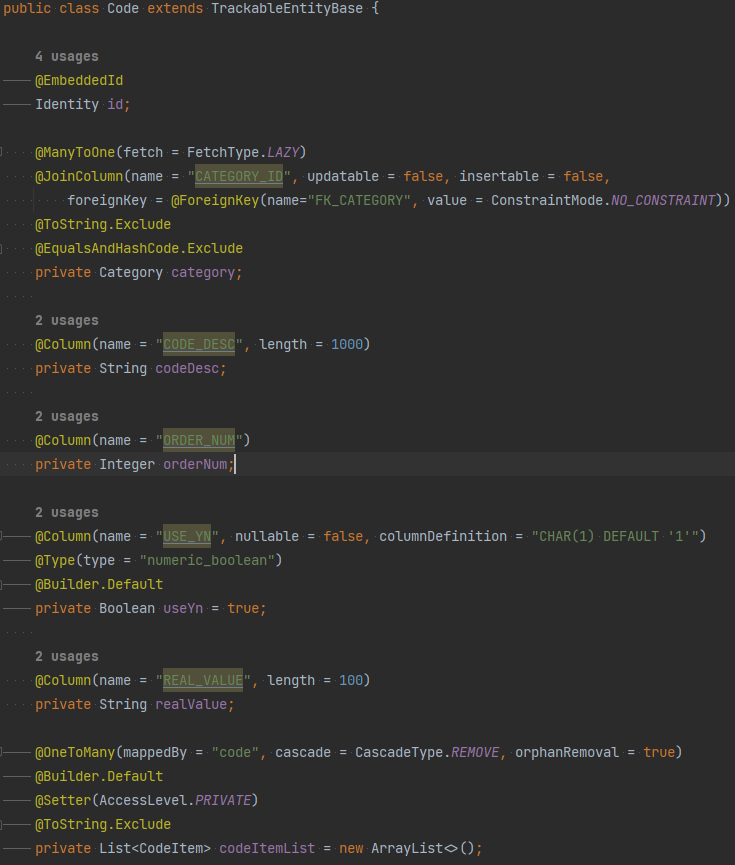 public class Code extends TrackableEntityBase {
4 usages
@EmbeddedId
Identity id;
@ManyToOne(fetch = FetchType.LAZY)
@JoinColumn(name = "CATEGORY_ID", updatable = false, insertable = false,
foreignKey = @ForeignKey(name="FK_CATEGORY", value = ConstraintMode.NO_CONSTRAINT))
@ToString.Exclude
@EqualsAndHashCode.Exclude
private Category category;
2 usages
@Column(name = "CODE_DESC", length = 1000)
private String codeDesc;
2 usages
@Column(name = "ORDER_NUM")
private Integer orderNum;
2 usages
@Column(name = "USE_YN", nullable = false, columnDefinition = "CHAR(1) DEFAULT '1'")
@Type(type = "numeric_boolean")
@Builder.Default
private Boolean useYn = true;
2 usages
@Column(name = "REAL_VALUE", length = 100)
private String realValue;
@OneToMany(mappedBy = "code", cascade = CascadeType.REMOVE, orphanRemoval = true)
@Builder.Default
@Setter(AccessLevel.PRIVATE)
@ToString.Exclude
private List<CodeItem> codeItemList = new ArrayList<>();